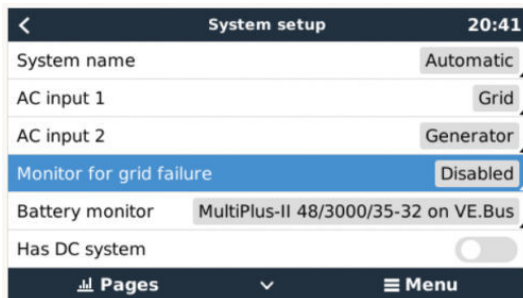 System setup 20:41
System name Automatic
AC input 1 Grid
AC input 2 Generator
Monitor for grid failure Disabled
Battery monitor MultiPlus-II 48/3000/35-32 on VE.Bus
Has DC system
Pages Menu